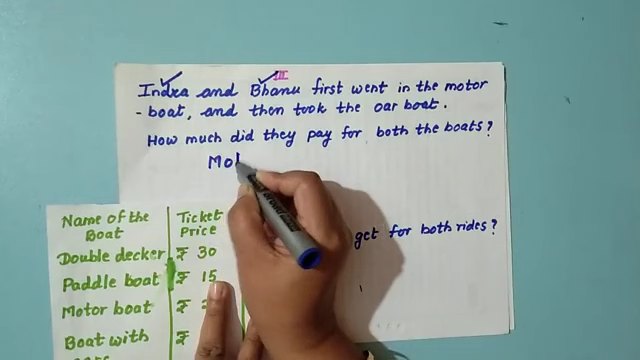 III
Indra and Bhanu first went in the motor
- boat, and then took the oar boat.
How much did they pay for both the boats?
Mot
get for both rides?
Name of the Boat | Ticket Price
Double decker | ₹ 30
Paddle boat | ₹ 15
Motor boat | ₹
Boat with | ₹